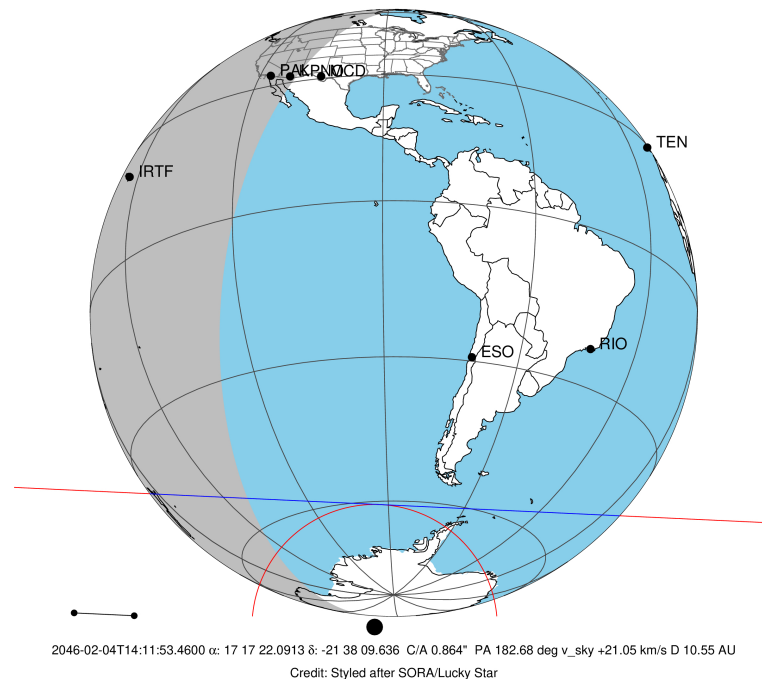 PAL KPNO MCD
TEN
IRTF
ESO
RIO
2046-02-04T14:11:53.4600 α: 17 17 22.0913 δ: -21 38 09.636 C/A 0.864" PA 182.68 deg v_sky +21.05 km/s D 10.55 AU
Credit: Styled after SORA/Lucky Star